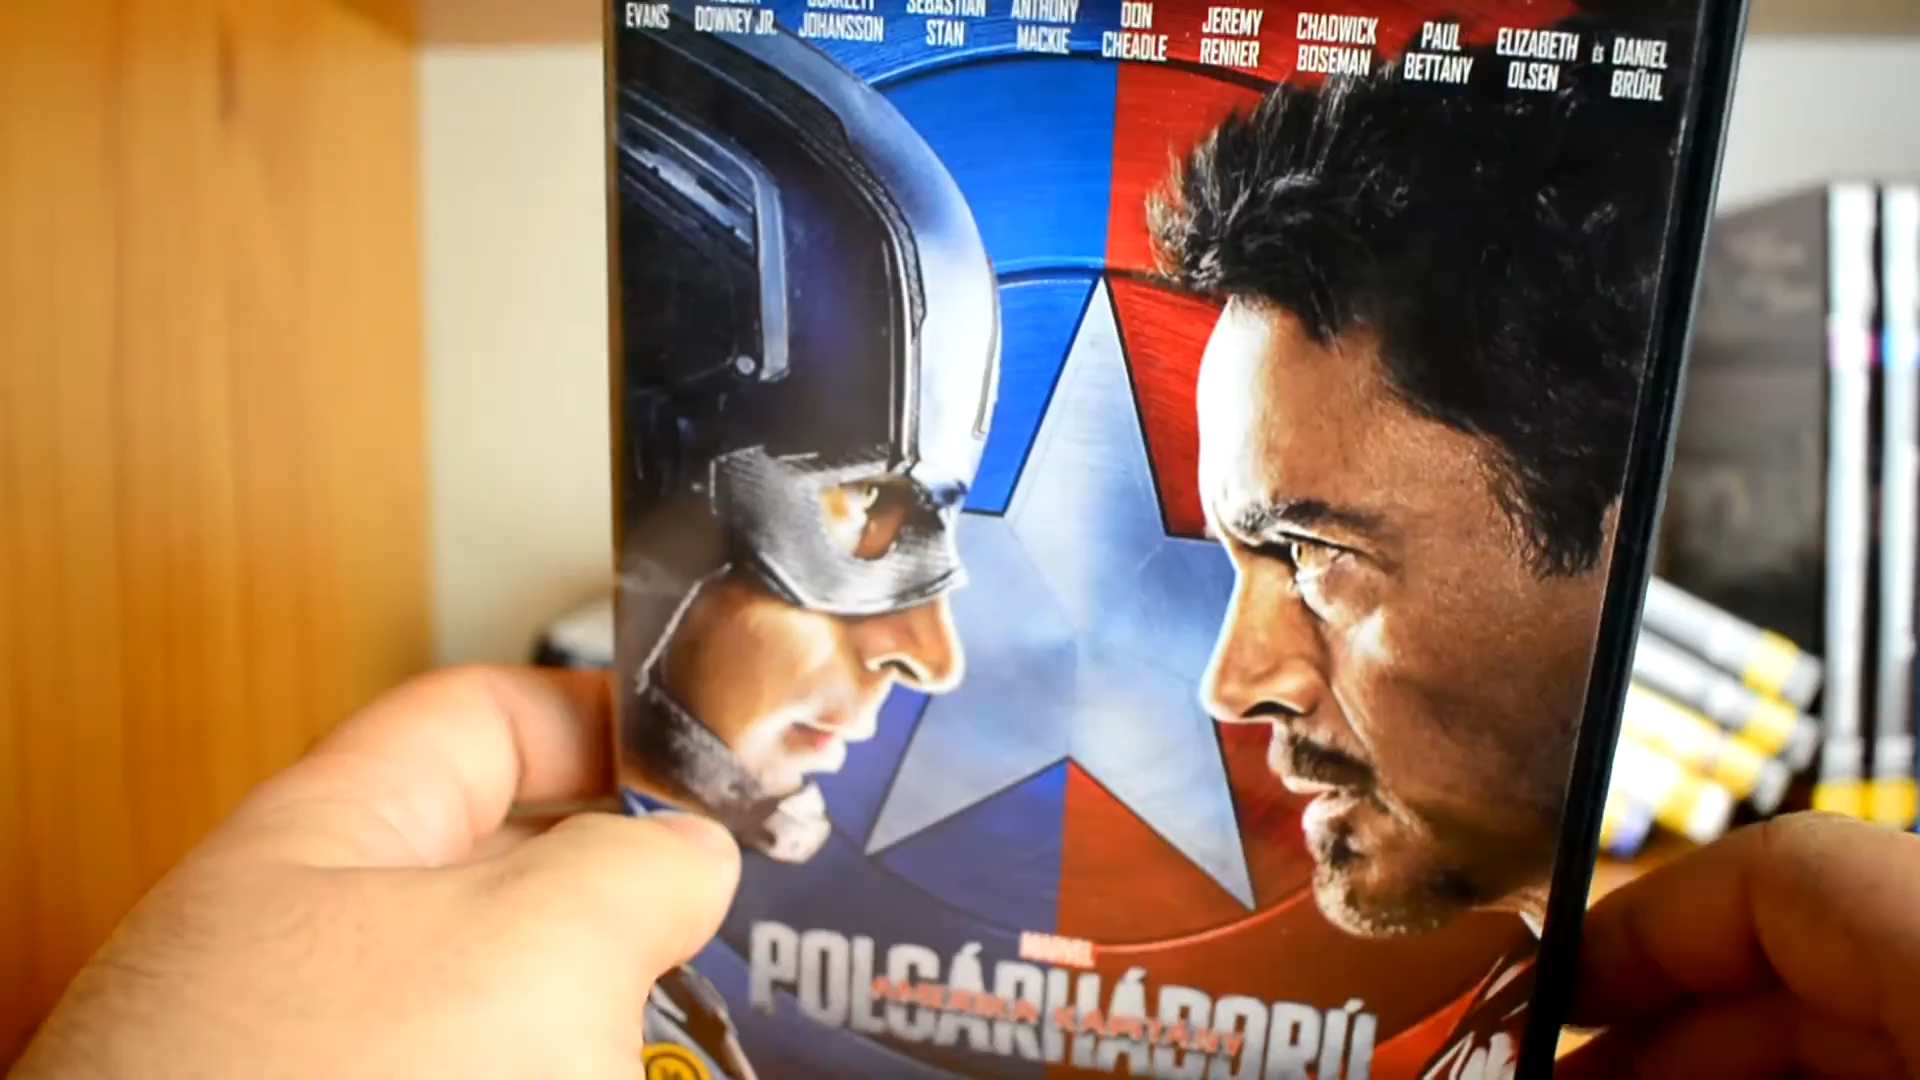 EVANS
DOWNEY JR.
SCARLETT
JOHANSSON
SEBASTIAN
STAN
ANTHONY
MACKIE
DON
CHEADLE
JEREMY
RENNER
CHADWICK
BOSEMAN
PAUL
BETTANY
ELIZABETH
OLSEN
és
DANIEL
BRÜHL
MARVEL
POLGÁRHÁBORÚ
AMERIKA KAPITÁNY